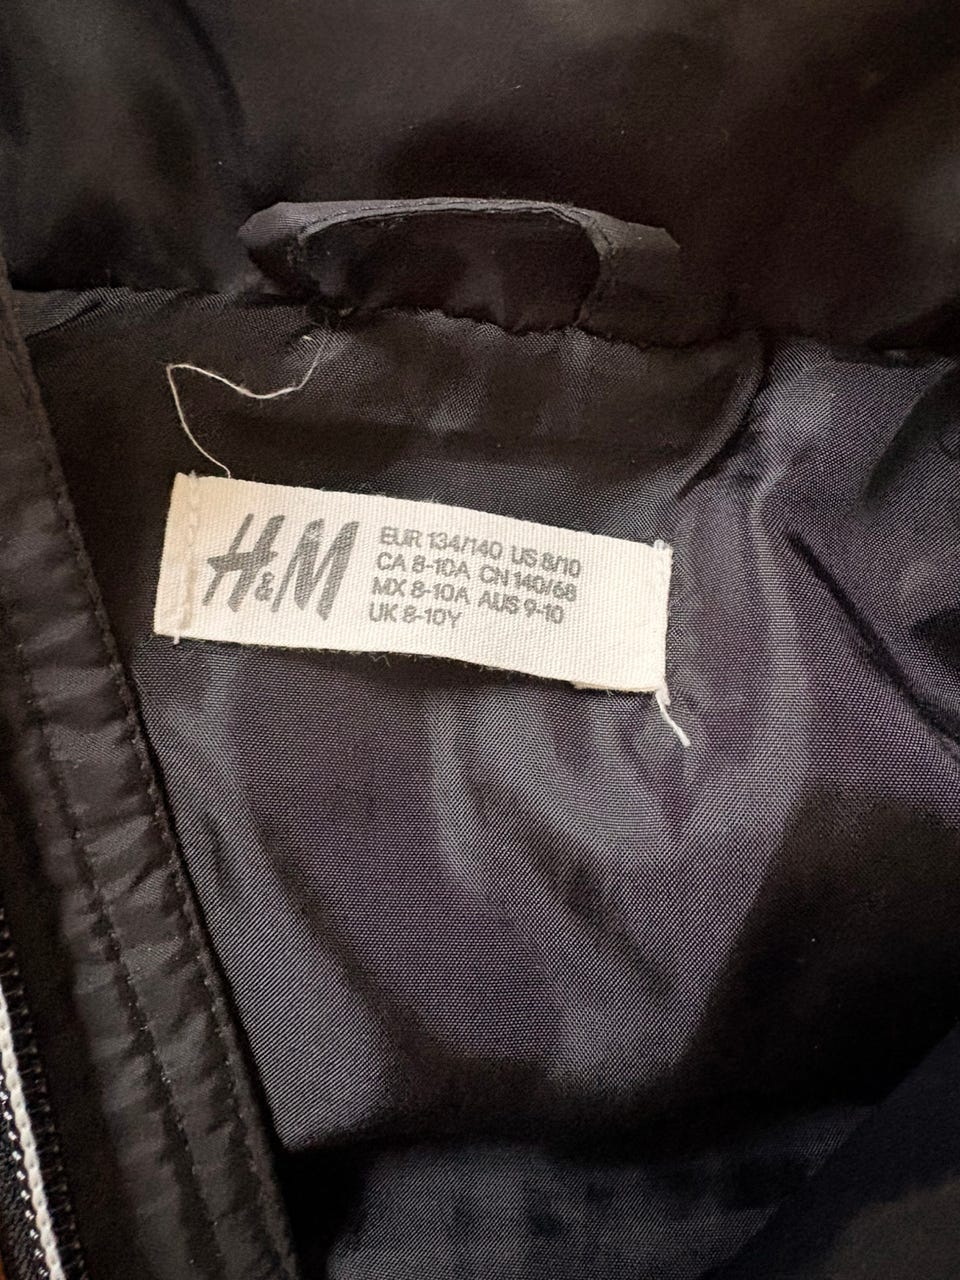 H&M
EUR 134/140 US 8/10
CA 8-10A CN 140/68
MX 8-10A AUS 9-10
UK 8-10Y